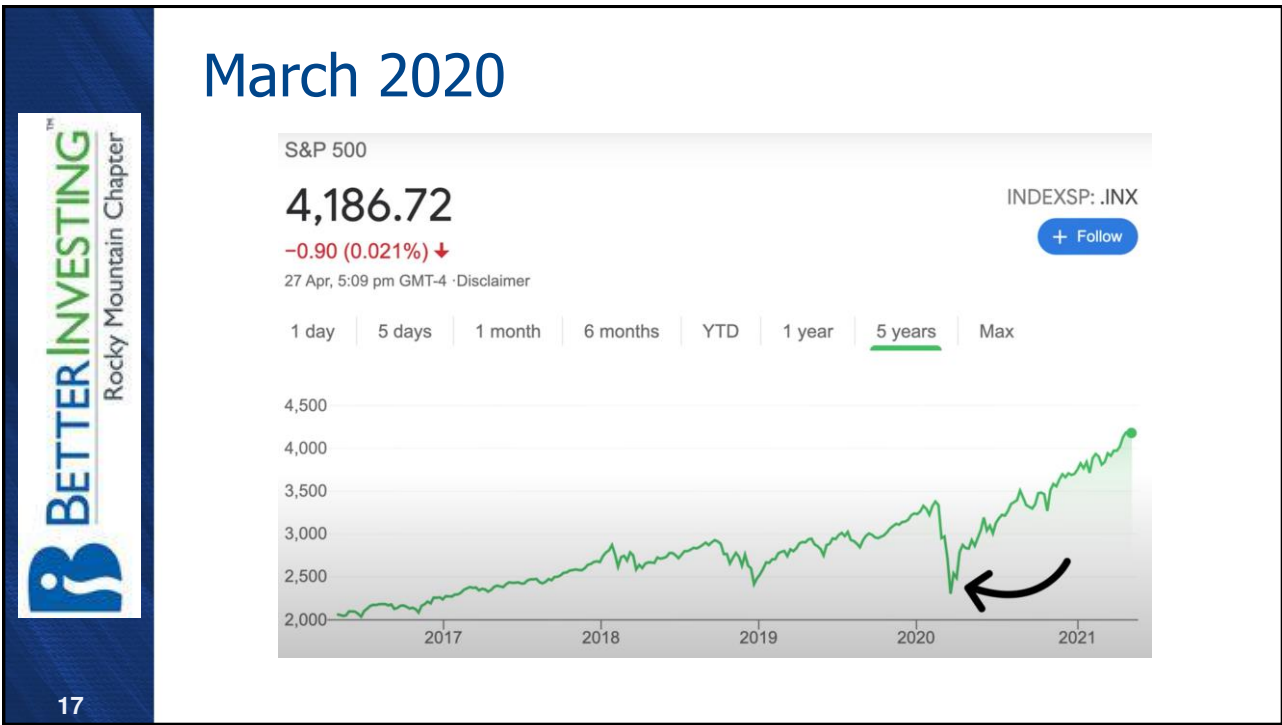 March 2020
BETTERINVESTING™
Rocky Mountain Chapter
S&P 500
4,186.72
INDEXSP: .INX
−0.90 (0.021%) ↓
+ Follow
27 Apr, 5:09 pm GMT-4 ·Disclaimer
1 day 5 days 1 month 6 months YTD 1 year 5 years Max
4,500
4,000
3,500
3,000
2,500
2,000
2017 2018 2019 2020 2021
17